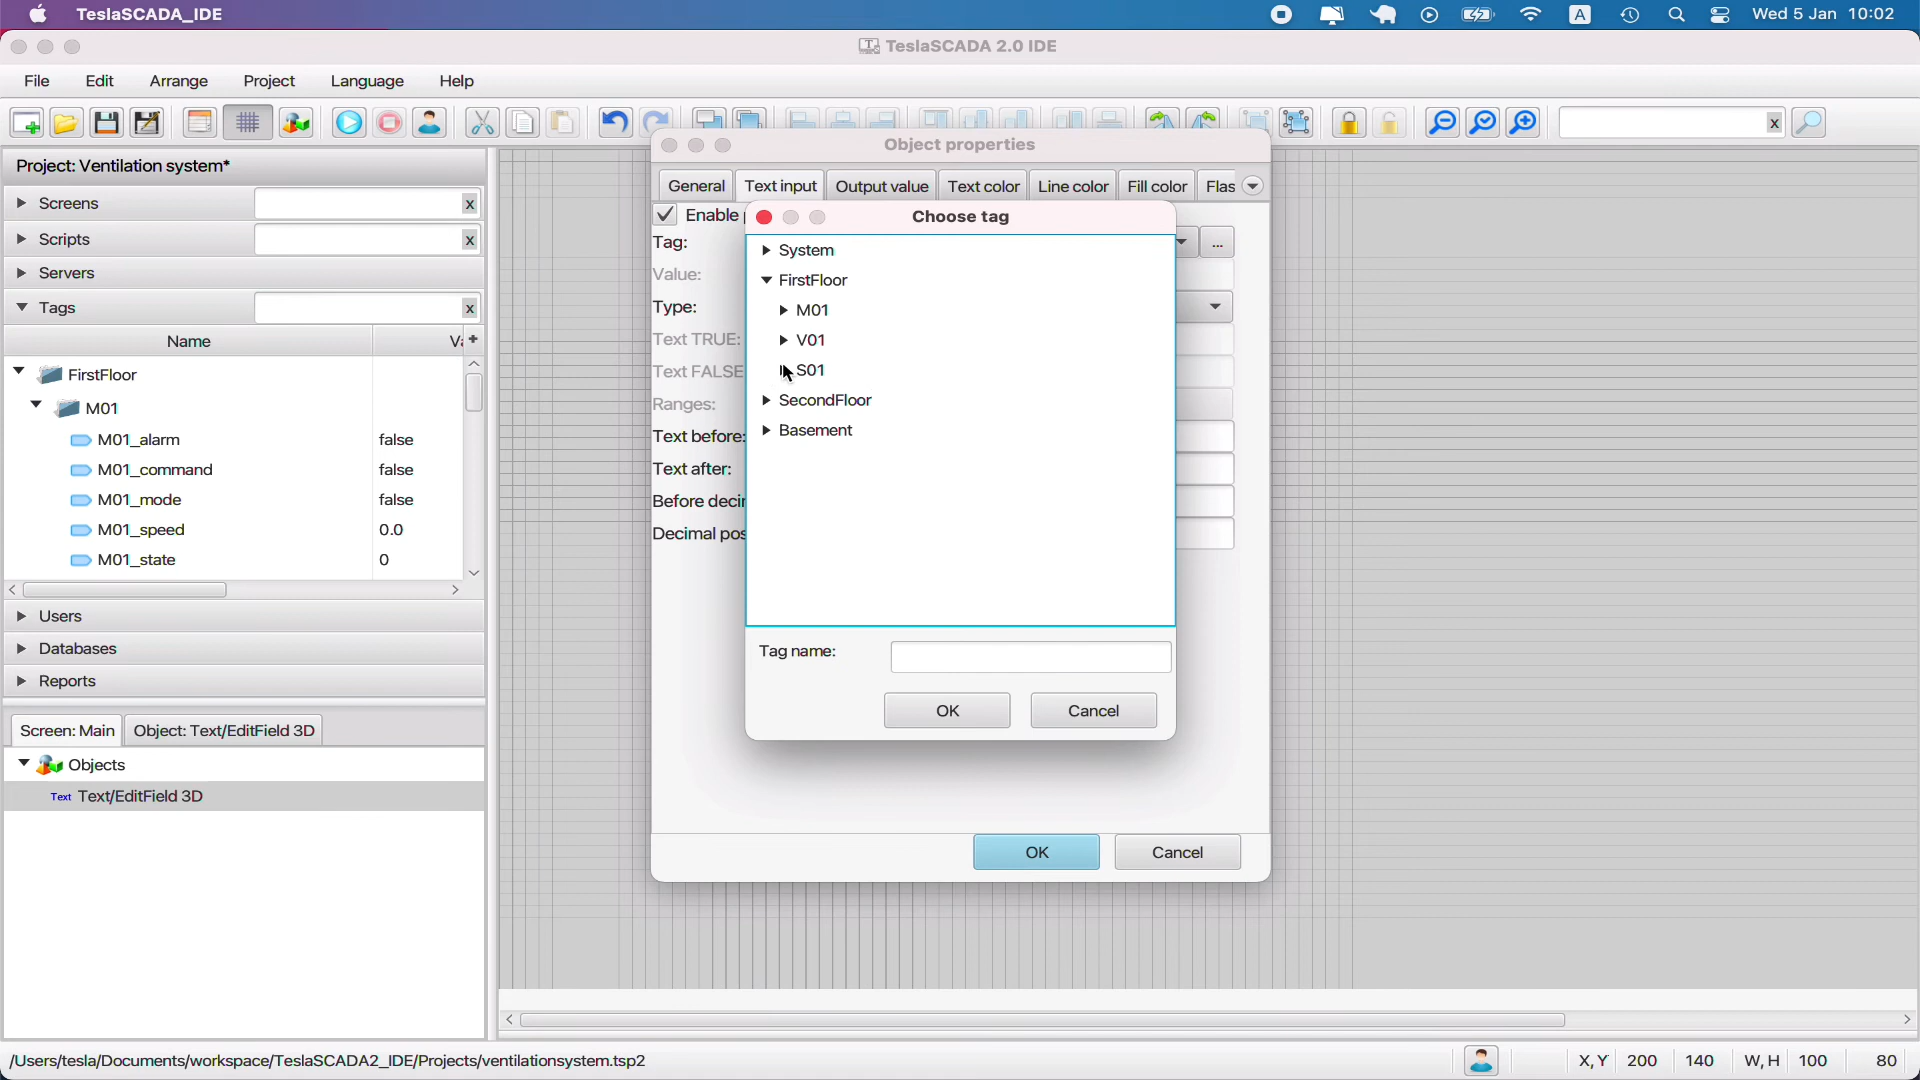 TeslaSCADA_IDE
A
Wed 5 Jan 10:02
TeslaSCADA 2.0 IDE
File Edit Arrange Project Language Help
x
Project: Ventilation system*
Screens x
Scripts x
Servers
Tags x
Name
+
FirstFloor
M01
M01_alarm false
M01_command false
M01_mode false
M01_speed 0.0
M01_state 0
Users
Databases
Reports
Screen: Main Object: Text/EditField 3D
Objects
Text Text/EditField 3D
Object properties
General Text input Output value Text color Line color Fill color Flas
Enable
Tag: ...
Value:
Type:
Text TRUE:
Text FALSE
Ranges:
Text before:
Text after:
Before decir
Decimal pos
OK Cancel
Choose tag
System
FirstFloor
M01
V01
S01
SecondFloor
Basement
Tag name:
OK Cancel
/Users/tesla/Documents/workspace/TeslaSCADA2_IDE/Projects/ventilationsystem.tsp2
X, Y 200 140 W, H 100 80